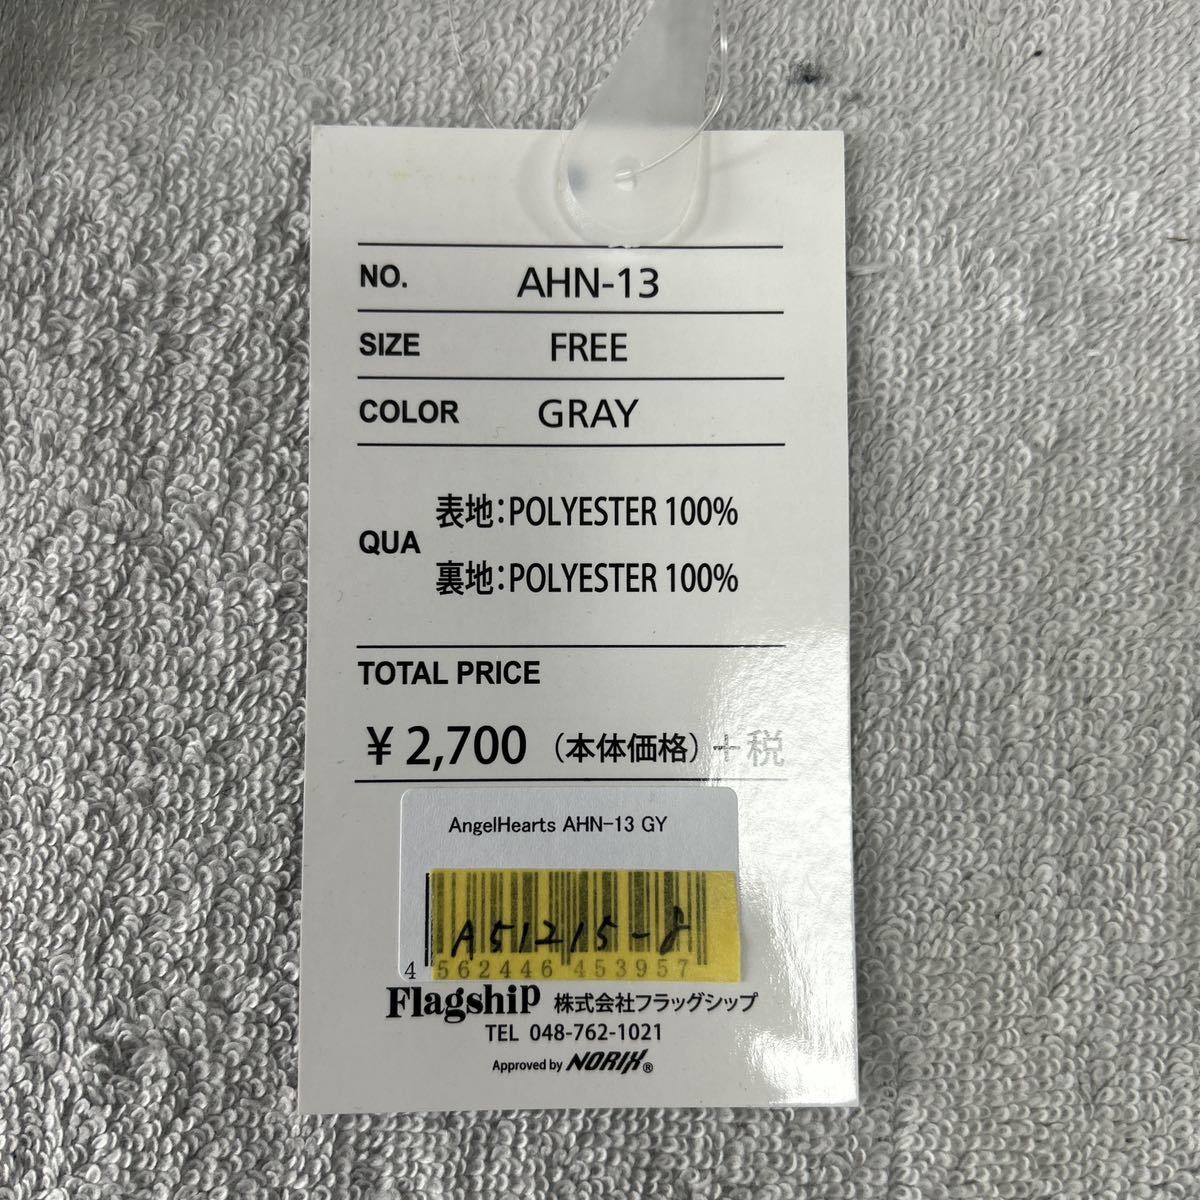 NO. AHN-13
SIZE FREE
COLOR GRAY
表地:POLYESTER 100%
QUA
裏地:POLYESTER 100%
TOTAL PRICE
¥2,700 (本体価格)+税
AngelHearts AHN-13 GY
A51215-8
4 562446 453957
Flagship 株式会社フラッグシップ
TEL 048-762-1021
Approved by NORIX®